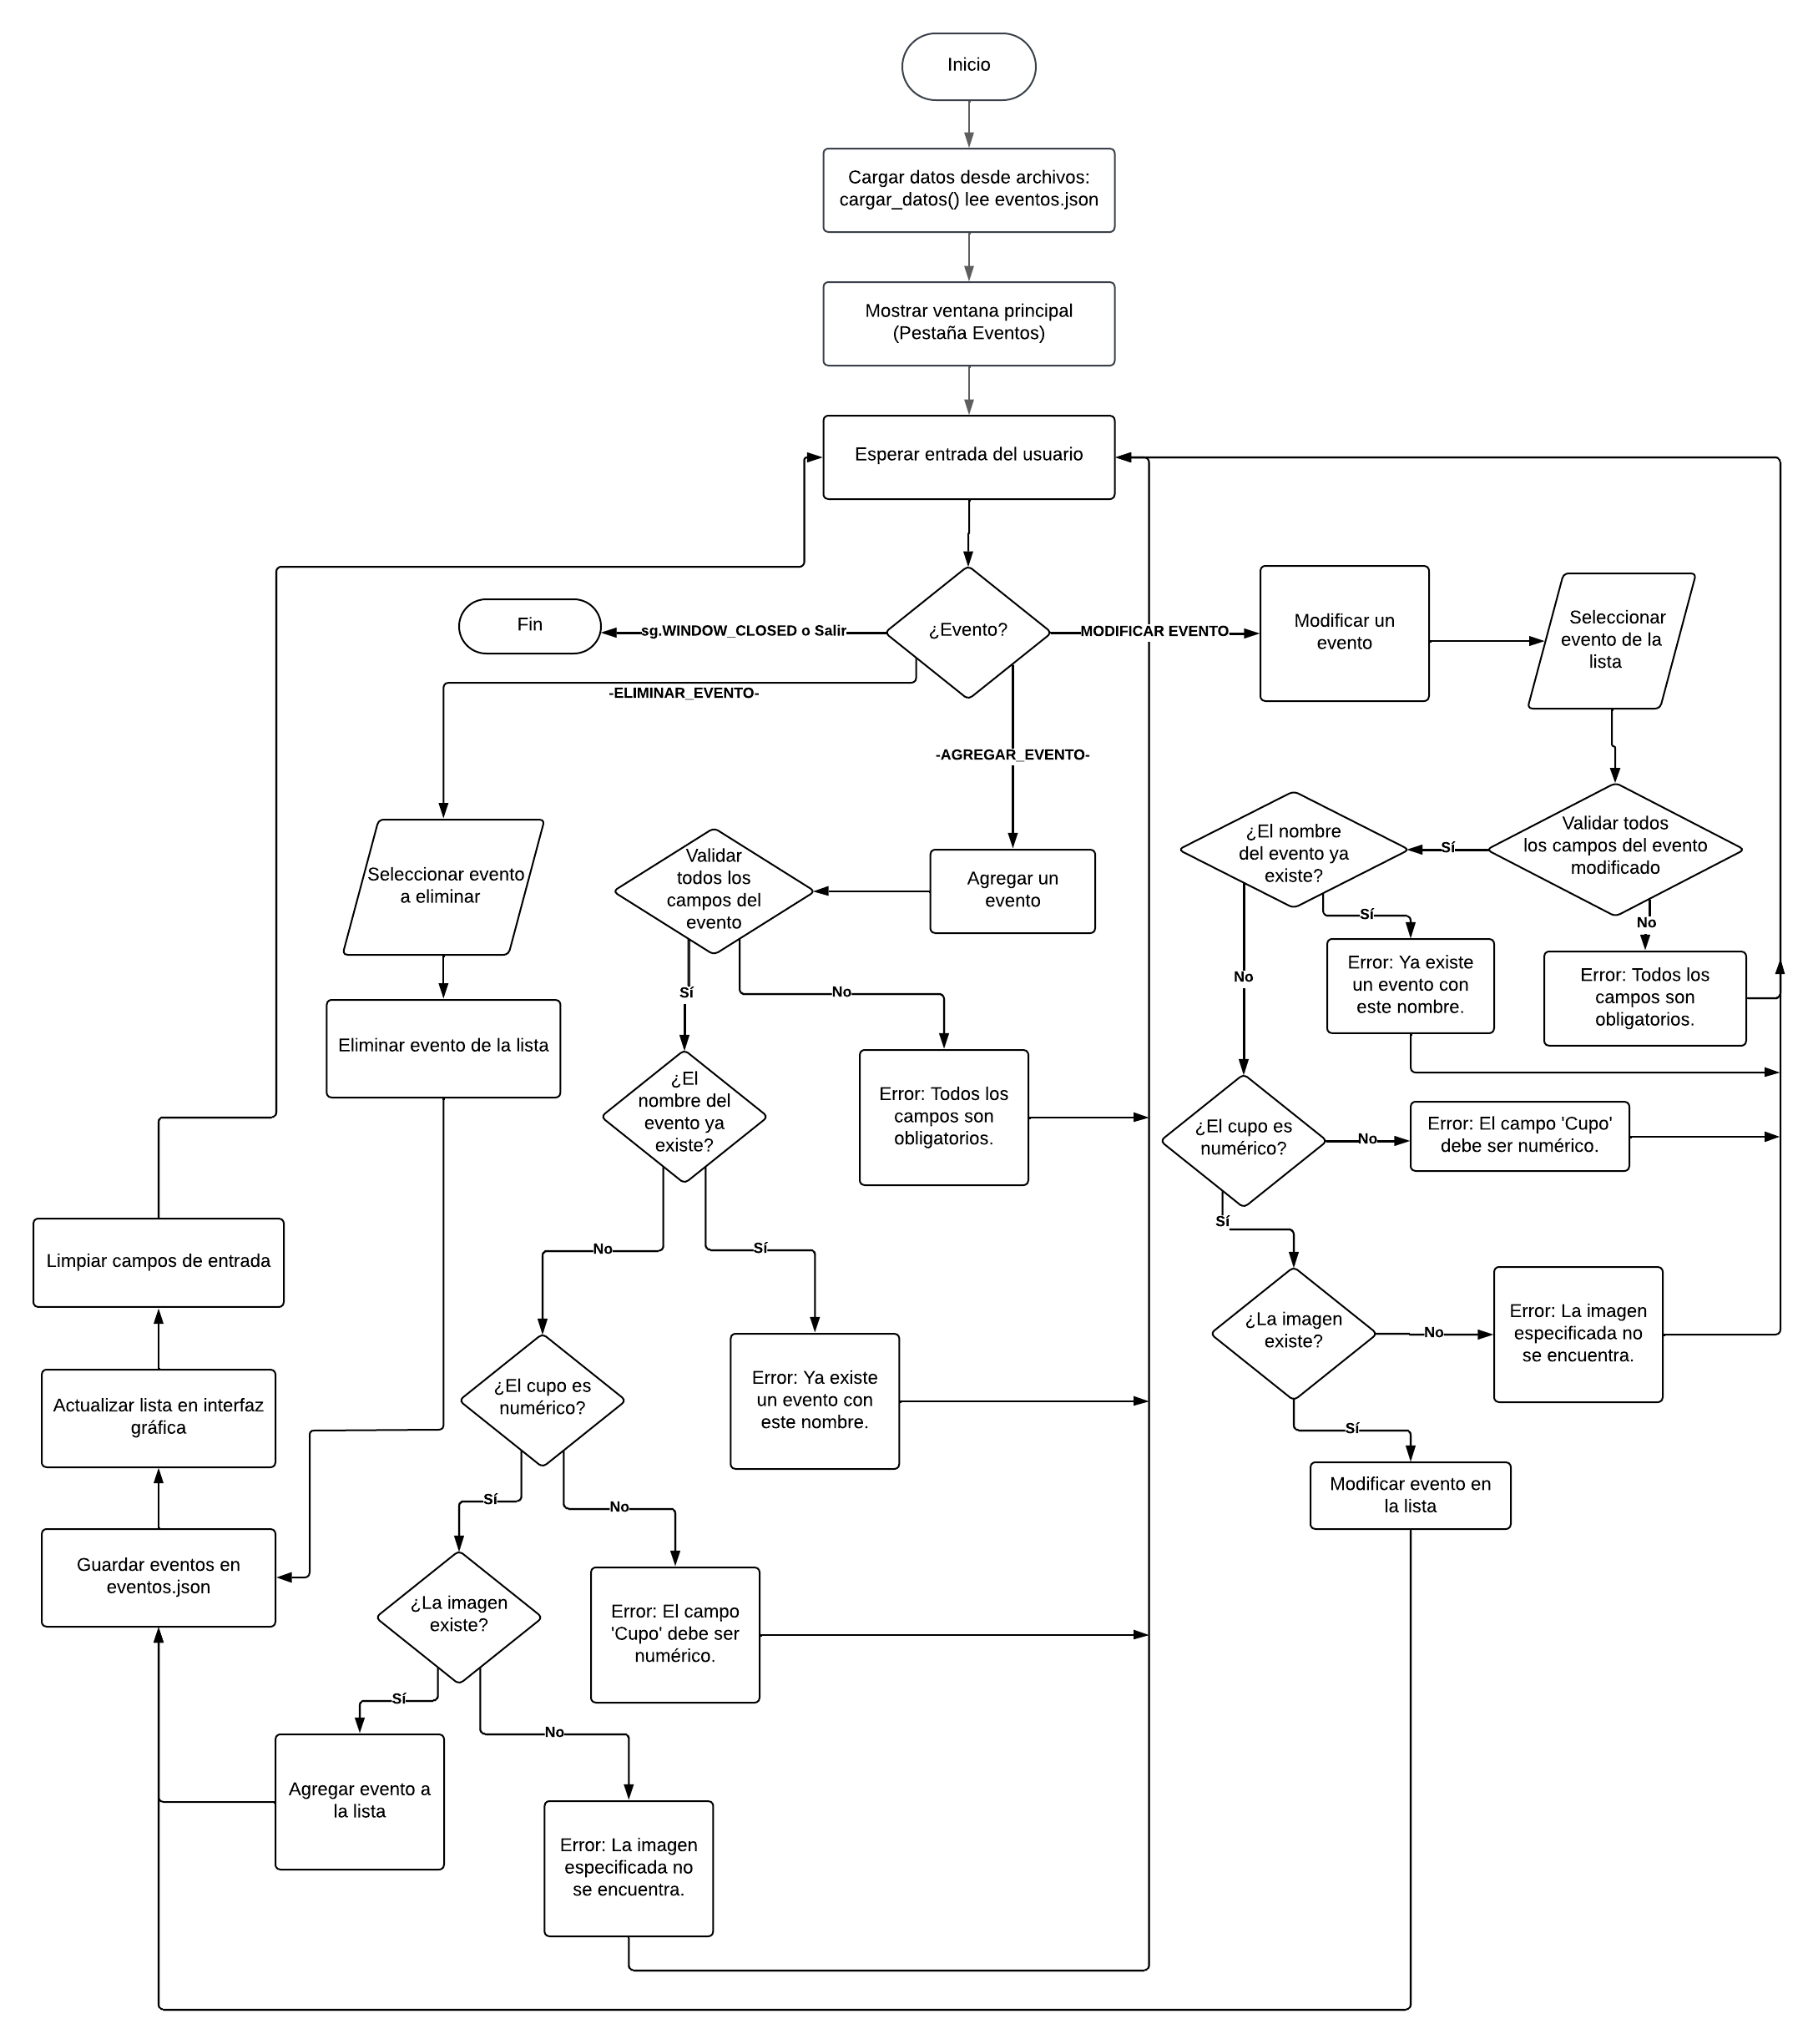 Inicio
Cargar datos desde archivos:
cargar_datos() lee eventos.json
Mostrar ventana principal
(Pestaña Eventos)
Esperar entrada del usuario
¿Evento?
sg.WINDOW_CLOSED o Salir
Fin
MODIFICAR EVENTO
Modificar un
evento
Seleccionar
evento de la
lista
-ELIMINAR_EVENTO-
-AGREGAR_EVENTO-
Seleccionar evento
a eliminar
Eliminar evento de la lista
Agregar un
evento
Validar
todos los
campos del
evento
Sí
No
Error: Todos los
campos son
obligatorios.
¿El
nombre del
evento ya
existe?
No
Sí
Error: Ya existe
un evento con
este nombre.
¿El cupo es
numérico?
Sí
No
Error: El campo
'Cupo' debe ser
numérico.
¿La imagen
existe?
Sí
No
Agregar evento a
la lista
Error: La imagen
especificada no
se encuentra.
Limpiar campos de entrada
Actualizar lista en interfaz
gráfica
Guardar eventos en
eventos.json
Validar todos
los campos del evento
modificado
Sí
No
Error: Todos los
campos son
obligatorios.
¿El nombre
del evento ya
existe?
Sí
No
Error: Ya existe
un evento con
este nombre.
¿El cupo es
numérico?
No
Error: El campo 'Cupo'
debe ser numérico.
Sí
¿La imagen
existe?
No
Error: La imagen
especificada no
se encuentra.
Sí
Modificar evento en
la lista